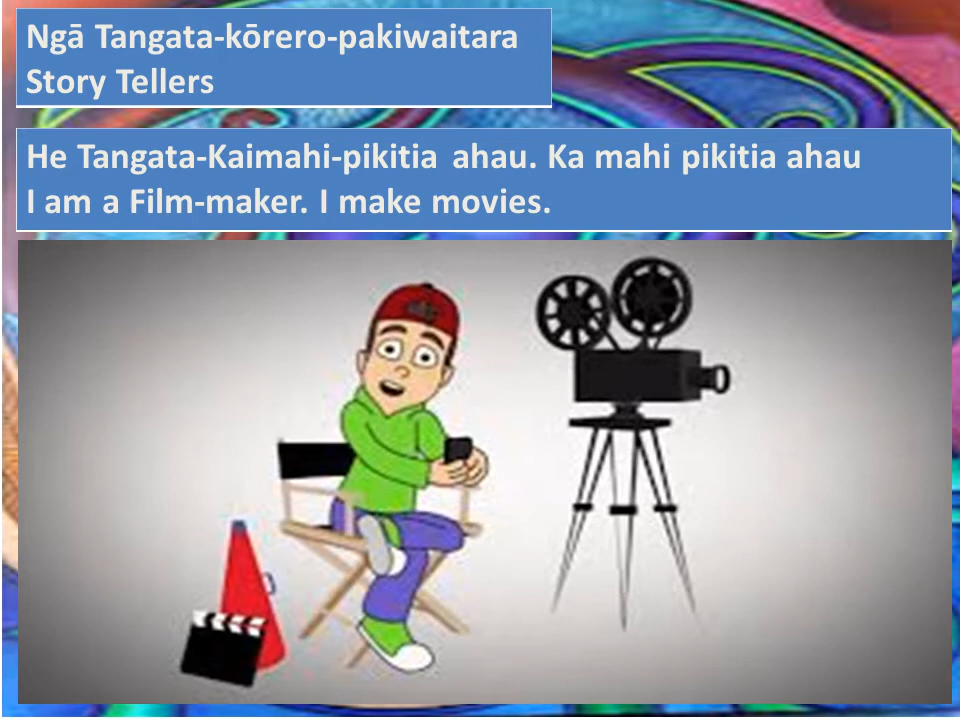 Ngā Tangata-kōrero-pakiwaitara
Story Tellers
He Tangata-Kaimahi-pikitia ahau. Ka mahi pikitia ahau
I am a Film-maker. I make movies.